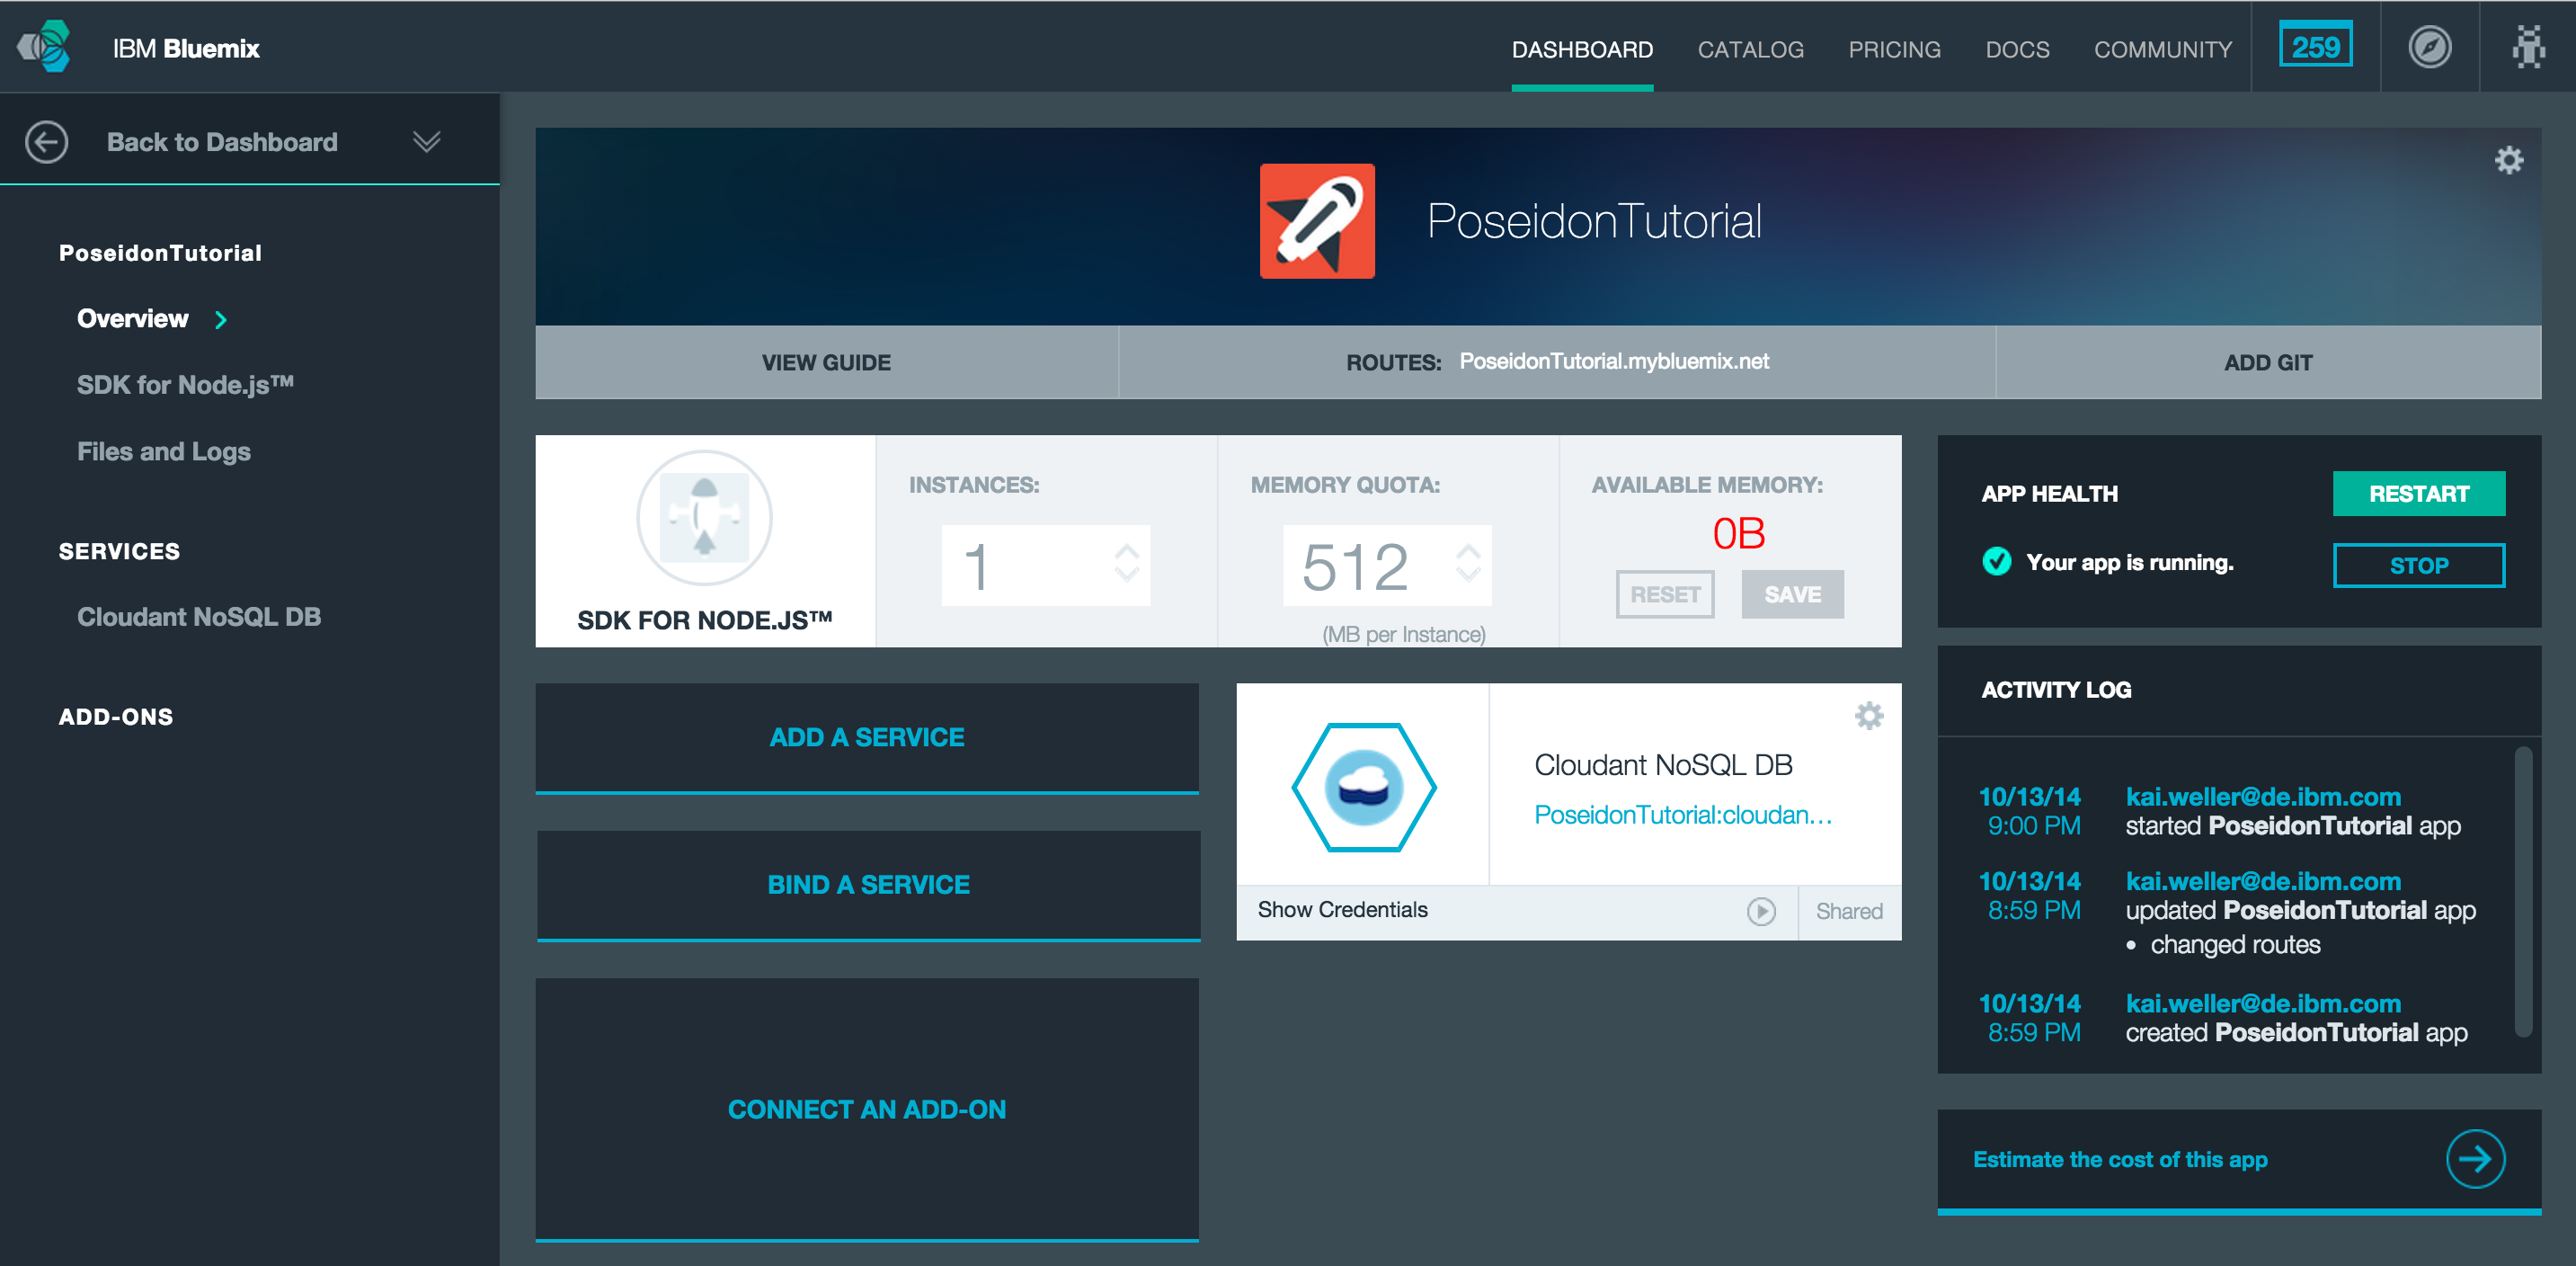 IBM Bluemix
DASHBOARD
CATALOG
PRICING
DOCS
COMMUNITY
259
Back to Dashboard
PoseidonTutorial
Overview
SDK for Node.js™
Files and Logs
SERVICES
Cloudant NoSQL DB
ADD-ONS
PoseidonTutorial
VIEW GUIDE
ROUTES: PoseidonTutorial.mybluemix.net
ADD GIT
SDK FOR NODE.JS™
INSTANCES:
1
MEMORY QUOTA:
512
(MB per Instance)
AVAILABLE MEMORY:
0B
RESET
SAVE
APP HEALTH
RESTART
Your app is running.
STOP
ADD A SERVICE
BIND A SERVICE
CONNECT AN ADD-ON
Cloudant NoSQL DB
PoseidonTutorial:cloudan...
Show Credentials
Shared
ACTIVITY LOG
10/13/14 kai.weller@de.ibm.com
9:00 PM started PoseidonTutorial app
10/13/14 kai.weller@de.ibm.com
8:59 PM updated PoseidonTutorial app
• changed routes
10/13/14 kai.weller@de.ibm.com
8:59 PM created PoseidonTutorial app
Estimate the cost of this app